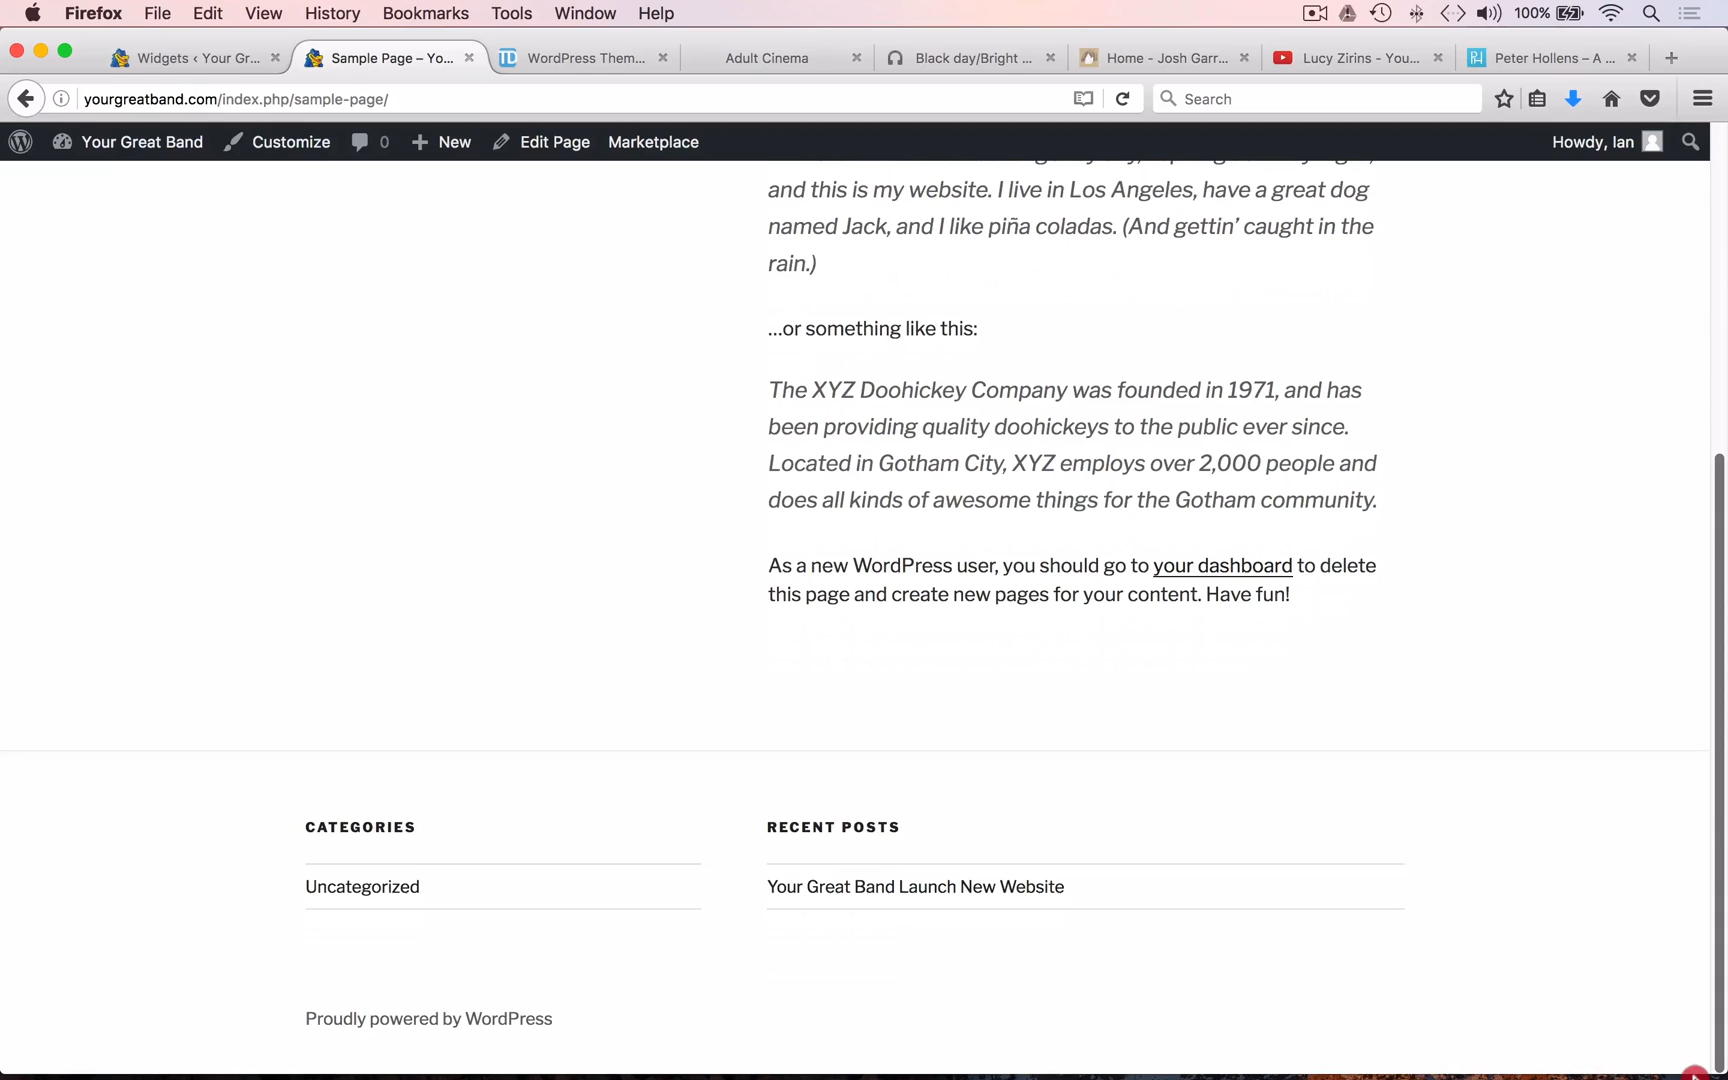 Firefox File Edit View History Bookmarks Tools Window Help 100%
Widgets ‹ Your Gr... Sample Page – Yo... WordPress Them... Adult Cinema Black day/Bright ... Home - Josh Garr... Lucy Zirins - You... Peter Hollens – A ...
yourgreatband.com/index.php/sample-page/ Search
Your Great Band Customize 0 New Edit Page Marketplace Howdy, Ian
and this is my website. I live in Los Angeles, have a great dog
named Jack, and I like piña coladas. (And gettin’ caught in the
rain.)
...or something like this:
The XYZ Doohickey Company was founded in 1971, and has
been providing quality doohickeys to the public ever since.
Located in Gotham City, XYZ employs over 2,000 people and
does all kinds of awesome things for the Gotham community.
As a new WordPress user, you should go to your dashboard to delete
this page and create new pages for your content. Have fun!
CATEGORIES
Uncategorized
RECENT POSTS
Your Great Band Launch New Website
Proudly powered by WordPress